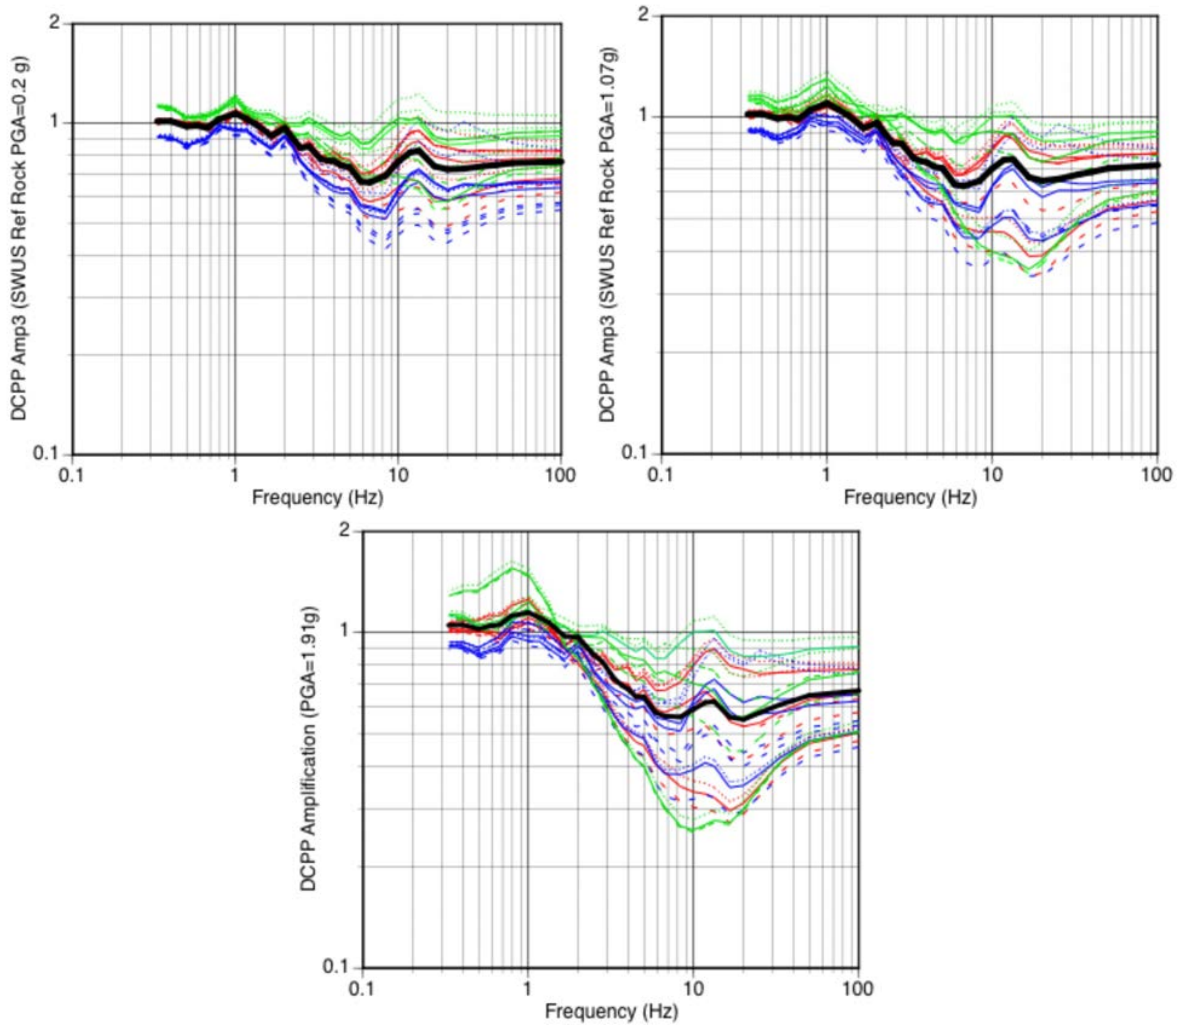 2
1
0.1
DCPP Amp3 (SWUS Ref Rock PGA=0.2 g)
0.1 1 10 100
Frequency (Hz)
2
1
0.1
DCPP Amp3 (SWUS Ref Rock PGA=1.07g)
0.1 1 10 100
Frequency (Hz)
2
1
0.1
DCPP Amplification (PGA=1.91g)
0.1 1 10 100
Frequency (Hz)